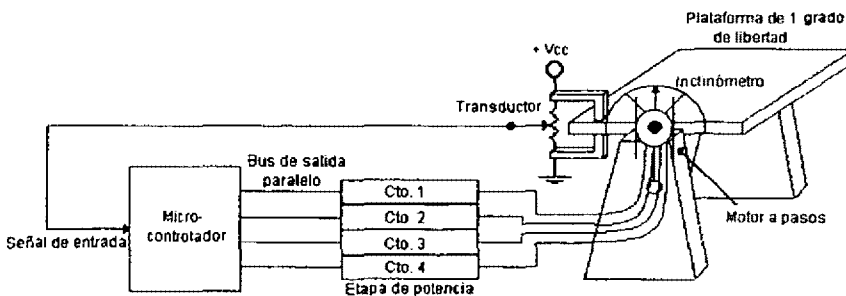 Plataforma de 1 grado
de libertad
+ Vcc
Inclinómetro
Transductor
Bus de salida
paralelo
Cto. 1
Cto. 2
Cto. 3
Cto. 4
Micro-
controlador
Señal de entrada
Motor a pasos
Etapa de potencia